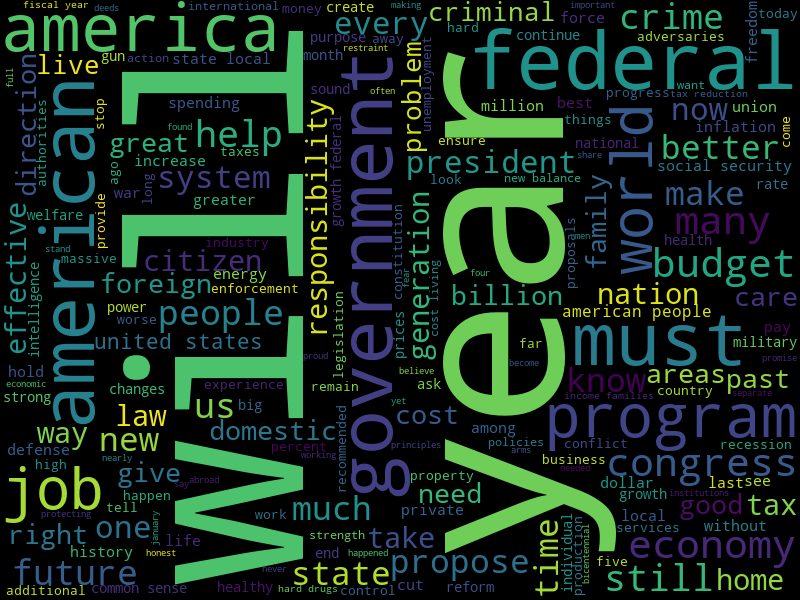 fiscal year
deeds
international
money
create
making
important
america
every
criminal
force
crime
today
hard
continue
adversaries
freedom
gun
action
state local
purpose
away
restraint
federal
live
month
full
direction
authorities
stop
american
spending
found
great
help
sound
often
government
problem
unemployment
million
best
things
want
progress
tax reduction
now
union
world
inflation
come
ensure
national
better
increase
taxes
ago
war
long
system
responsibility
growth federal
president
look
new balance
share
family
social security
rate
effective
intelligence
welfare
provide
greater
will
year
generation
proposals
men
make
many
health
stand
massive
industry
citizen
energy
enforcement
foreign
prices
constitution
cost living
fear
four
billion
nation
american people
budget
care
power
people
worse
united states
legislation
proud
far
believe
ask
become
must
pay
military
promise
hold
economic
strong
changes
experience
remain
yet
know
areas
past
country
income families
separate
us
big
law
way
new
domestic
recommended
cost
among
policies
arms
conflict
program
recession
defense
high
nearly
percent
working
principles
property
business
needed
congress
job
give
happen
tell
day
abroad
need
private
dollar
last
see
growth
institutions
good
tax
right
one
protecting
january
work
much
strength
take
time
individual
production
bicentennial
local
services
without
history
life
end
happened
economy
future
honest
never
state
propose
five
still
home
additional
common sense
healthy
hard drugs
control
cut
reform